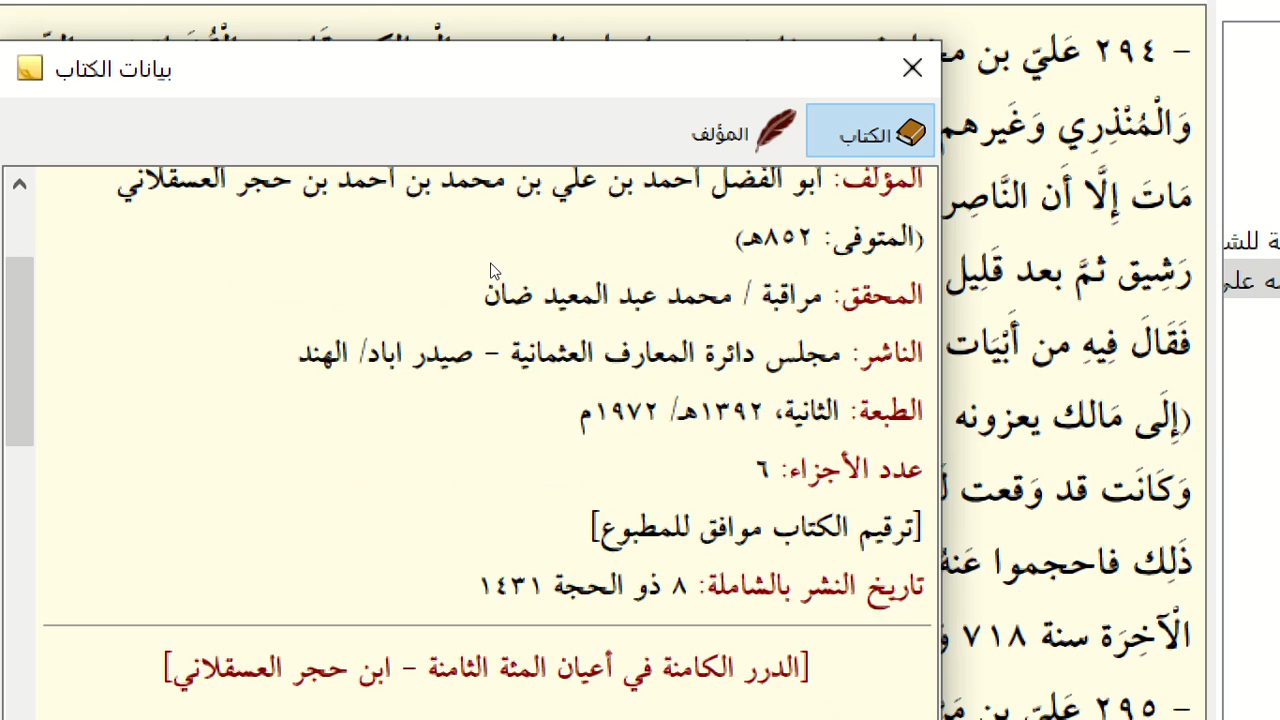 بيانات الكتاب
الكتاب
المؤلف
المؤلف: أبو الفضل أحمد بن علي بن محمد بن أحمد بن حجر العسقلاني
(المتوفى: ٨٥٢هـ)
المحقق: مراقبة / محمد عبد المعيد ضان
الناشر: مجلس دائرة المعارف العثمانية - صيدر اباد/ الهند
الطبعة: الثانية، ١٣٩٢هـ/ ١٩٧٢م
عدد الأجزاء: ٦
[ترقيم الكتاب موافق للمطبوع]
تاريخ النشر بالشاملة: ٨ ذو الحجة ١٤٣١
[الدرر الكامنة في أعيان المئة الثامنة - ابن حجر العسقلاني]
٢٩٤ - عَليّ بن
وَالْمُنْذِرِي وَغَيرهم
مَاتَ إِلَّا أَن النَّاصِر
رَشِيق ثمَّ بعد قَلِيل
فَقَالَ فِيهِ من أَبْيَات
(إِلَى مَالك يعزونه
وَكَانَت قد وَقعت
ذَلِك فاحجموا عَنهُ
الْآخِرَة سنة ٧١٨
٢٩٥ - عَليّ بن